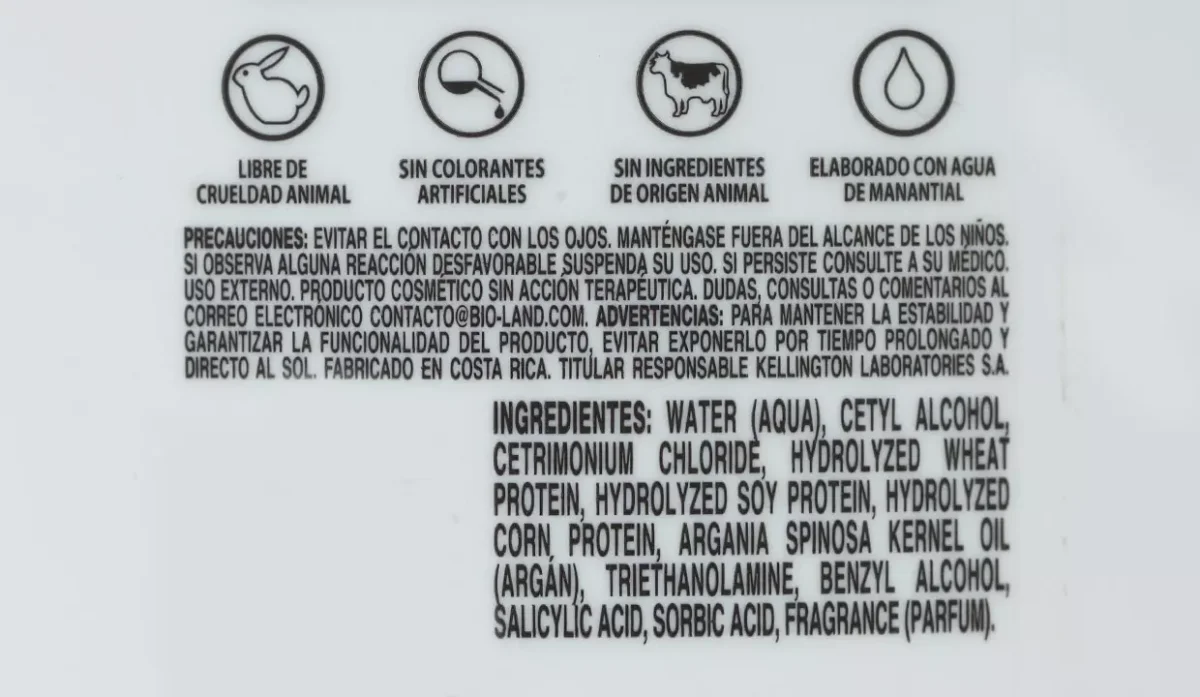 LIBRE DE
CRUELDAD ANIMAL
SIN COLORANTES
ARTIFICIALES
SIN INGREDIENTES
DE ORIGEN ANIMAL
ELABORADO CON AGUA
DE MANANTIAL
PRECAUCIONES: EVITAR EL CONTACTO CON LOS OJOS. MANTÉNGASE FUERA DEL ALCANCE DE LOS NIÑOS.
SI OBSERVA ALGUNA REACCIÓN DESFAVORABLE SUSPENDA SU USO. SI PERSISTE CONSULTE A SU MÉDICO.
USO EXTERNO. PRODUCTO COSMÉTICO SIN ACCIÓN TERAPÉUTICA. DUDAS, CONSULTAS O COMENTARIOS AL
CORREO ELECTRÓNICO CONTACTO@BIO-LAND.COM. ADVERTENCIAS: PARA MANTENER LA ESTABILIDAD Y
GARANTIZAR LA FUNCIONALIDAD DEL PRODUCTO, EVITAR EXPONERLO POR TIEMPO PROLONGADO Y
DIRECTO AL SOL. FABRICADO EN COSTA RICA. TITULAR RESPONSABLE KELLINGTON LABORATORIES S.A.
INGREDIENTES: WATER (AQUA), CETYL ALCOHOL,
CETRIMONIUM CHLORIDE, HYDROLYZED WHEAT
PROTEIN, HYDROLYZED SOY PROTEIN, HYDROLYZED
CORN PROTEIN, ARGANIA SPINOSA KERNEL OIL
(ARGÁN), TRIETHANOLAMINE, BENZYL ALCOHOL,
SALICYLIC ACID, SORBIC ACID, FRAGRANCE (PARFUM).